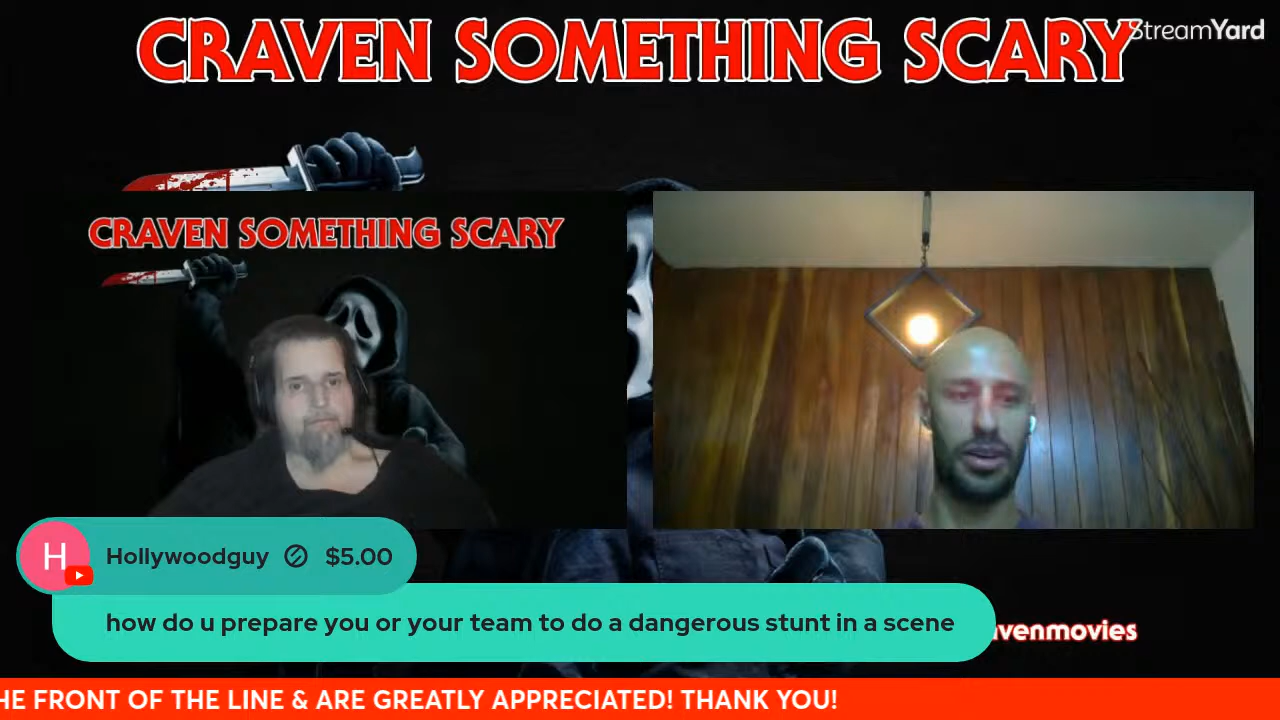 CRAVEN SOMETHING SCARY
StreamYard
CRAVEN SOMETHING SCARY
H
Hollywoodguy $5.00
how do u prepare you or your team to do a dangerous stunt in a scene
HE FRONT OF THE LINE & ARE GREATLY APPRECIATED! THANK YOU!